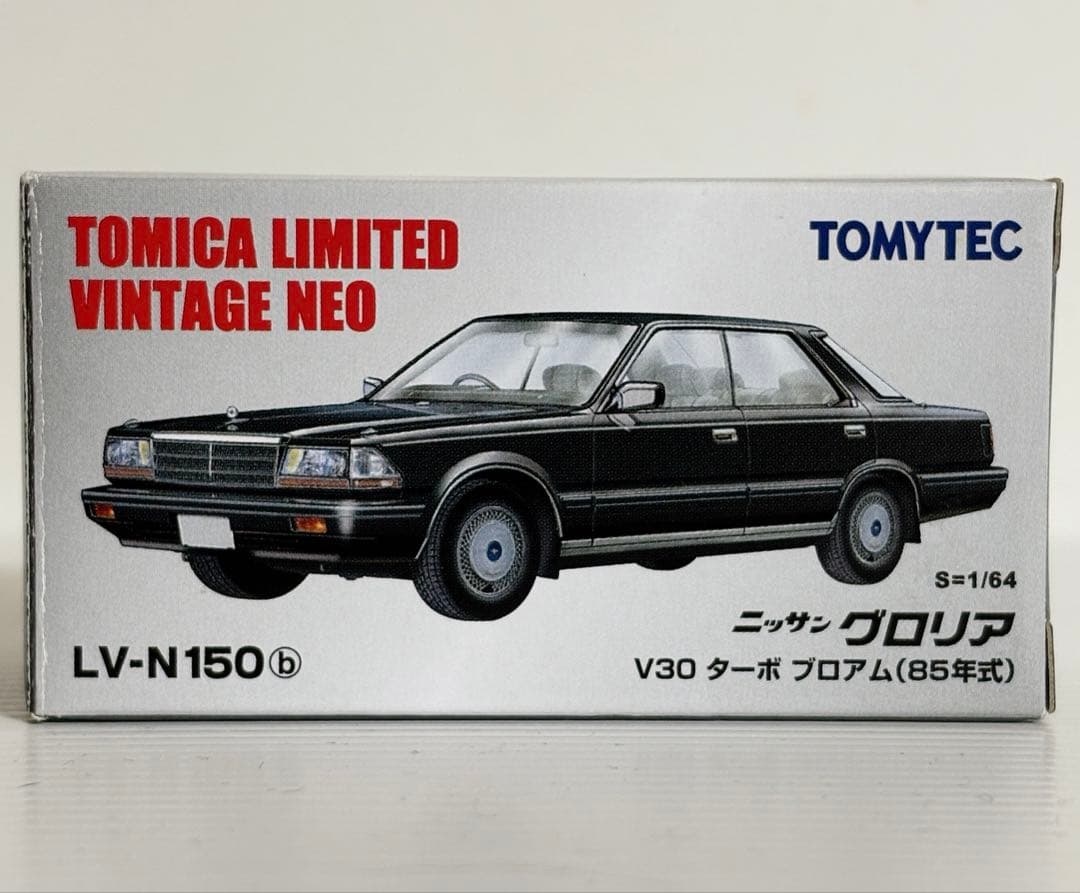 TOMICA LIMITED
VINTAGE NEO
TOMYTEC
S=1/64
ニッサン グロリア
V30 ターボ ブロアム(85年式)
LV-N150ⓑ